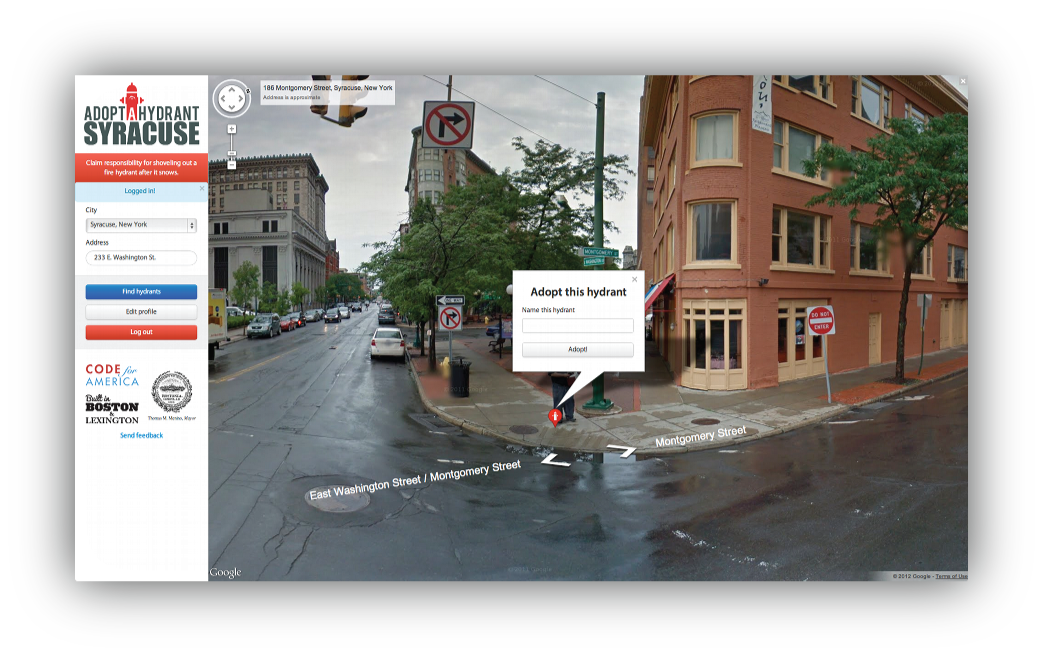 ADOPT A HYDRANT
SYRACUSE
Claim responsibility for shoveling out a
fire hydrant after it snows.
Logged in!
City
Syracuse, New York
Address
233 E. Washington St.
Find hydrants
Edit profile
Log out
CODE for
AMERICA
Built in
BOSTON
&
LEXINGTON
Thomas M. Menino, Mayor
Send feedback
186 Montgomery Street, Syracuse, New York
Address is approximate
MONTGOMERY
ONE WAY
Adopt this hydrant
Name this hydrant
Adopt!
DO NOT
ENTER
Montgomery Street
East Washington Street / Montgomery Street
Google
© 2012 Google - Terms of Use